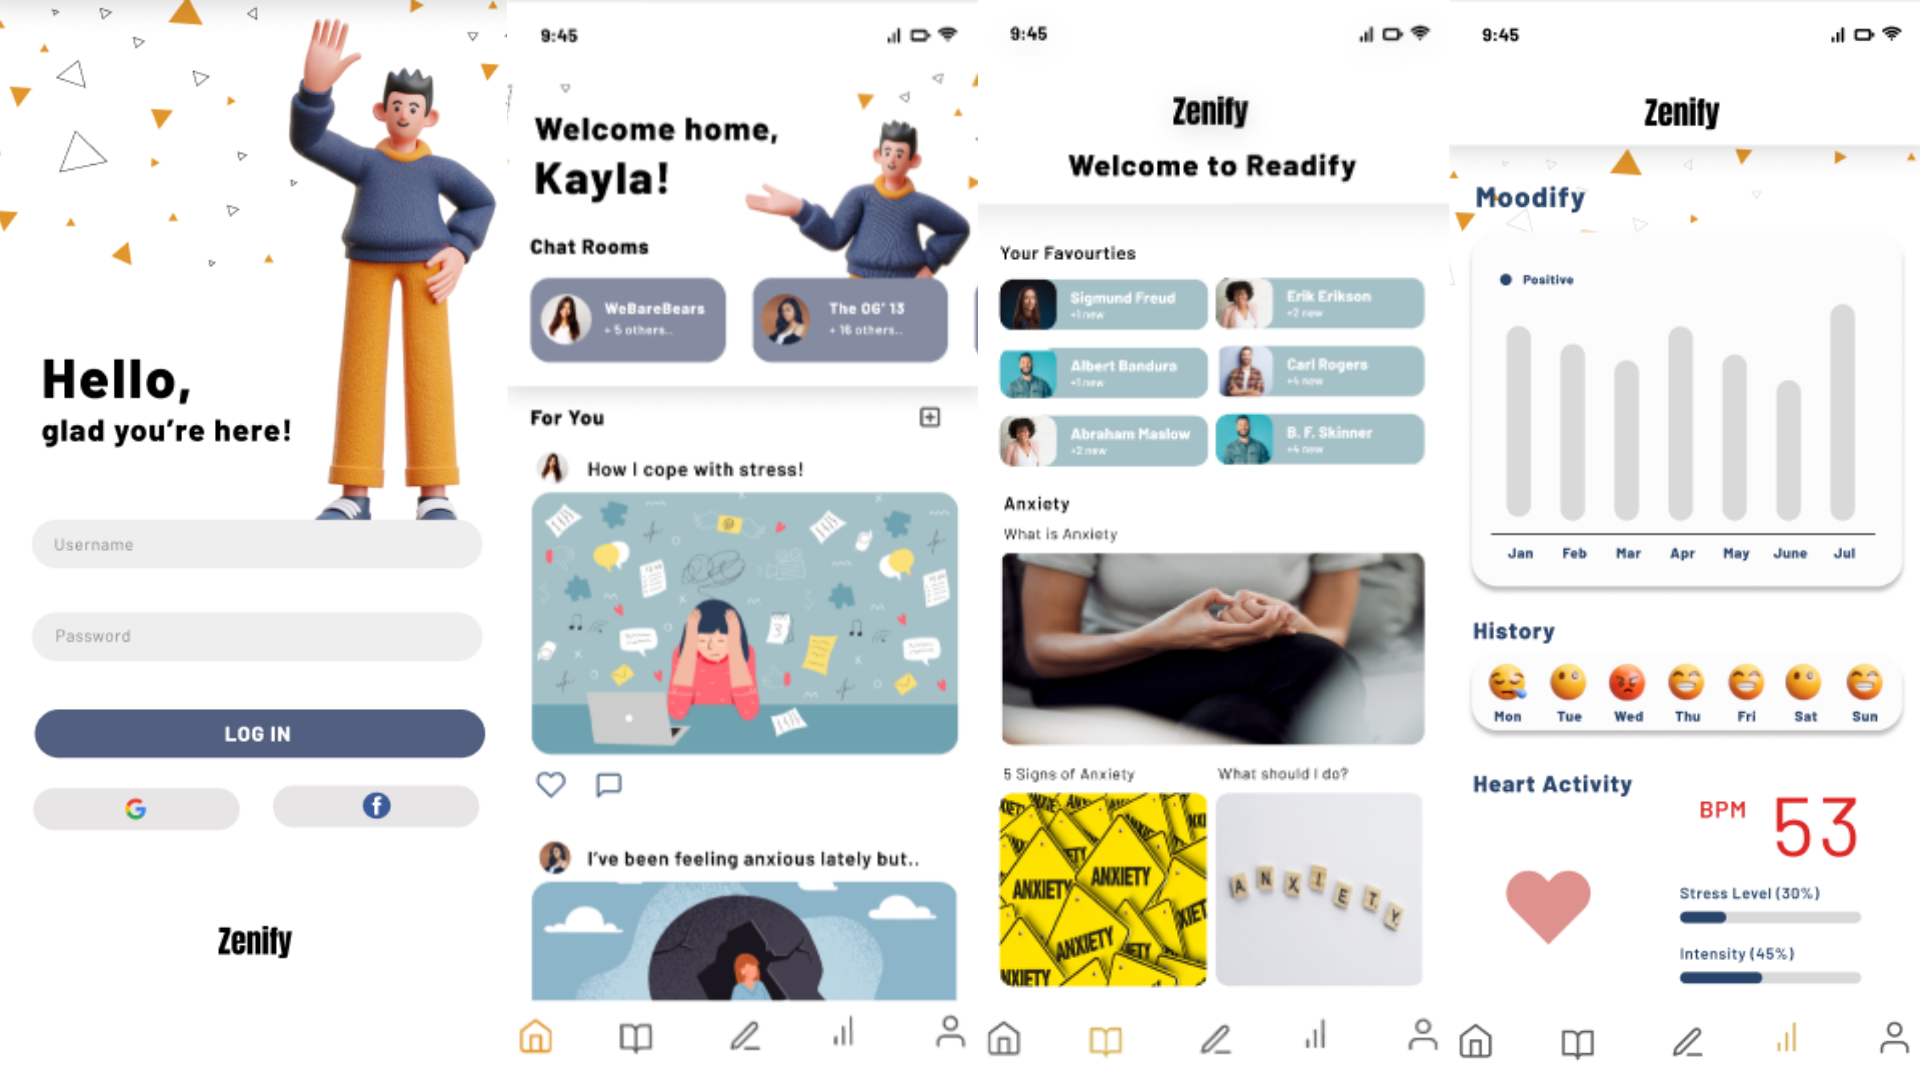 Hello,
glad you're here!
Username
Password
LOG IN
Zenify
9:45
Welcome home,
Kayla!
Chat Rooms
WeBareBears
+ 5 others..
The OG' 13
+ 16 others..
For You
How I cope with stress!
3
I've been feeling anxious lately but..
9:45
Zenify
Welcome to Readify
Your Favourties
Sigmund Freud
+1 new
Erik Erikson
+2 new
Albert Bandura
+1 new
Carl Rogers
+4 new
Abraham Maslow
+2 new
B. F. Skinner
+4 new
Anxiety
What is Anxiety
5 Signs of Anxiety
What should I do?
ANXIETY
ANXIETY
ANXIETY
ANXIETY
9:45
Zenify
Moodify
Positive
Jan Feb Mar Apr May June Jul
History
Mon Tue Wed Thu Fri Sat Sun
Heart Activity
BPM 53
Stress Level (30%)
Intensity (45%)